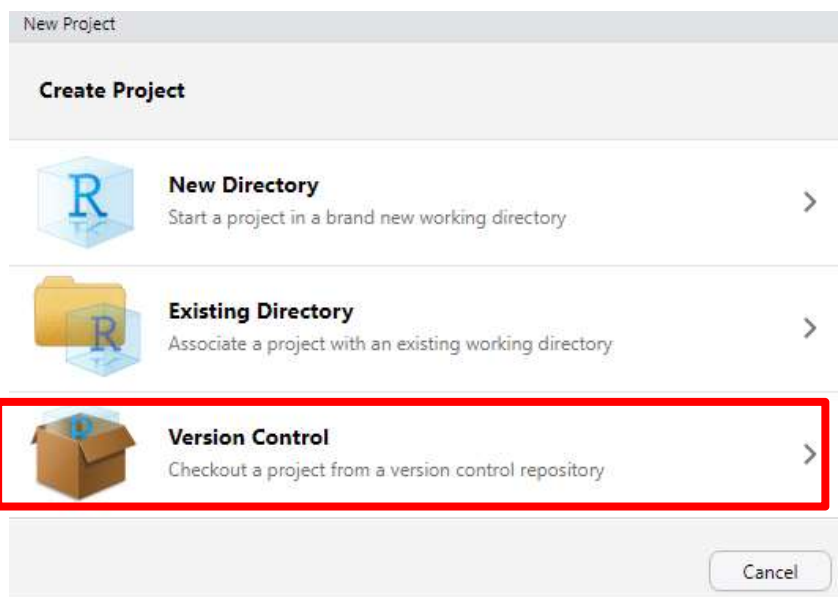 New Project
Create Project
R
New Directory
Start a project in a brand new working directory
R
Existing Directory
Associate a project with an existing working directory
Version Control
Checkout a project from a version control repository
Cancel